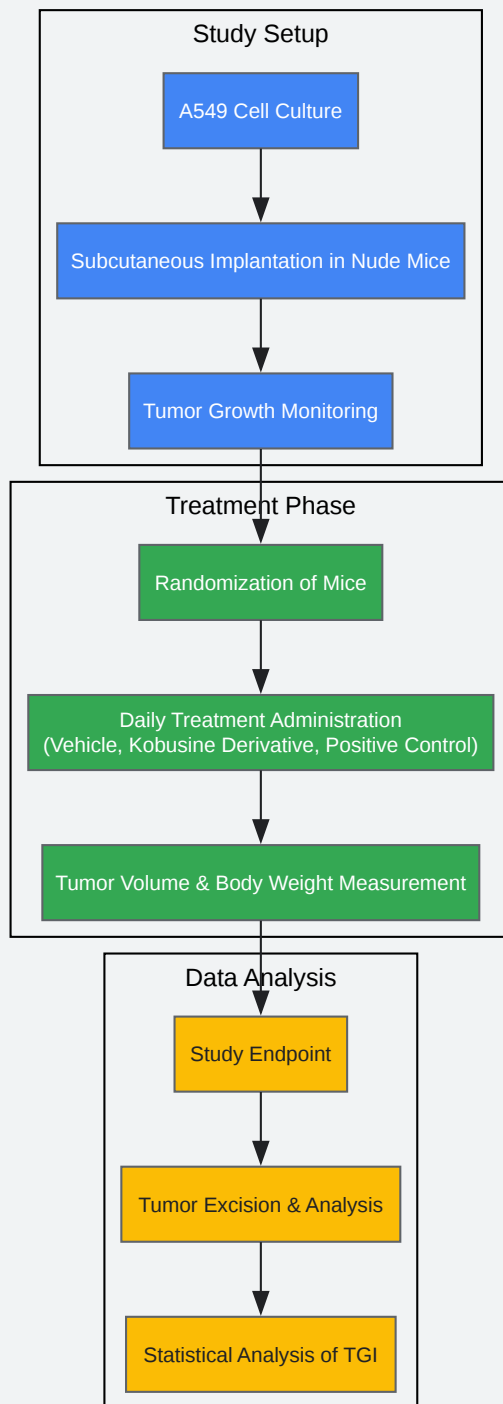 Study Setup
A549 Cell Culture
Subcutaneous Implantation in Nude Mice
Tumor Growth Monitoring
Treatment Phase
Randomization of Mice
Daily Treatment Administration
(Vehicle, Kobusine Derivative, Positive Control)
Tumor Volume & Body Weight Measurement
Data Analysis
Study Endpoint
Tumor Excision & Analysis
Statistical Analysis of TGI